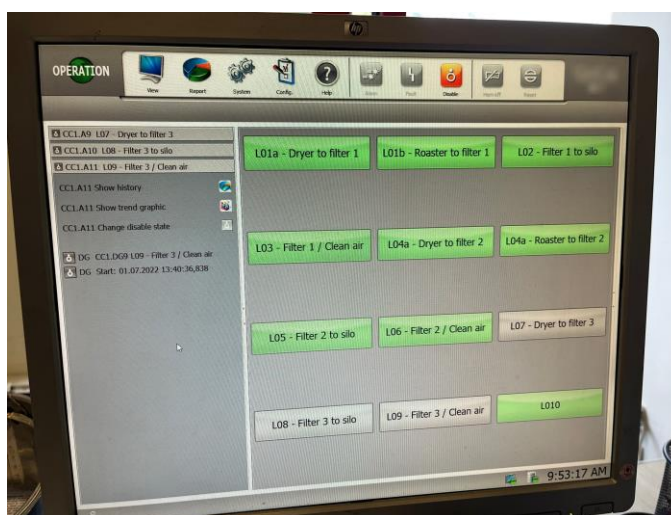 hp
OPERATION
View
Report
System
Config.
Help
Alarm
Fault
Disable
Reset
CC1.A9 L07 - Dryer to filter 3
CC1.A10 L08 - Filter 3 to silo
CC1.A11 L09 - Filter 3 / Clean air
CC1.A11 Show history
CC1.A11 Show trend graphic
CC1.A11 Change disable state
DG CC1.DG9 L09 - Filter 3 / Clean air
DG Start: 01.07.2022 13:40:36,838
L01a - Dryer to filter 1
L01b - Roaster to filter 1
L02 - Filter 1 to silo
L03 - Filter 1 / Clean air
L04a - Dryer to filter 2
L04a - Roaster to filter 2
L05 - Filter 2 to silo
L06 - Filter 2 / Clean air
L07 - Dryer to filter 3
L08 - Filter 3 to silo
L09 - Filter 3 / Clean air
L010
9:53:17 AM